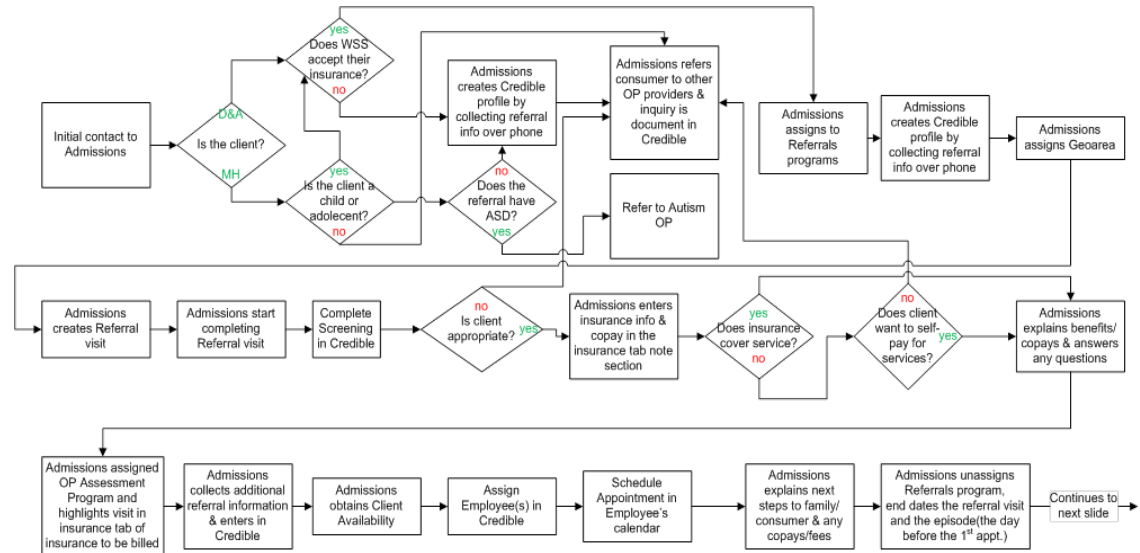 yes
Does WSS
accept their
insurance?
no
Admissions
creates Credible
profile by
collecting referral
info over phone
Admissions refers
consumer to other
OP providers &
inquiry is
document in
Credible
Admissions
assigns to
Referrals
programs
Admissions
creates Credible
profile by
collecting referral
info over phone
Admissions
assigns Geoarea
Initial contact to
Admissions
D&A
Is the client?
MH
yes
Is the client a
child or
adolecent?
no
no
Does the
referral have
ASD?
yes
Refer to Autism
OP
Admissions
creates Referral
visit
Admissions start
completing
Referral visit
Complete
Screening
in Credible
no
Is client
appropriate?
yes
Admissions enters
insurance info &
copay in the
insurance tab note
section
yes
Does insurance
cover service?
no
no
Does client
want to self-
pay for
services?
yes
Admissions
explains benefits/
copays & answers
any questions
Admissions assigned
OP Assessment
Program and
highlights visit in
insurance tab of
insurance to be billed
Admissions
collects additional
referral information
& enters in
Credible
Admissions
obtains Client
Availability
Assign
Employee(s) in
Credible
Schedule
Appointment in
Employee's
calendar
Admissions
explains next
steps to family/
consumer & any
copays/fees
Admissions unassigns
Referrals program,
end dates the referral visit
and the episode(the day
before the 1st appt.)
Continues to
next slide